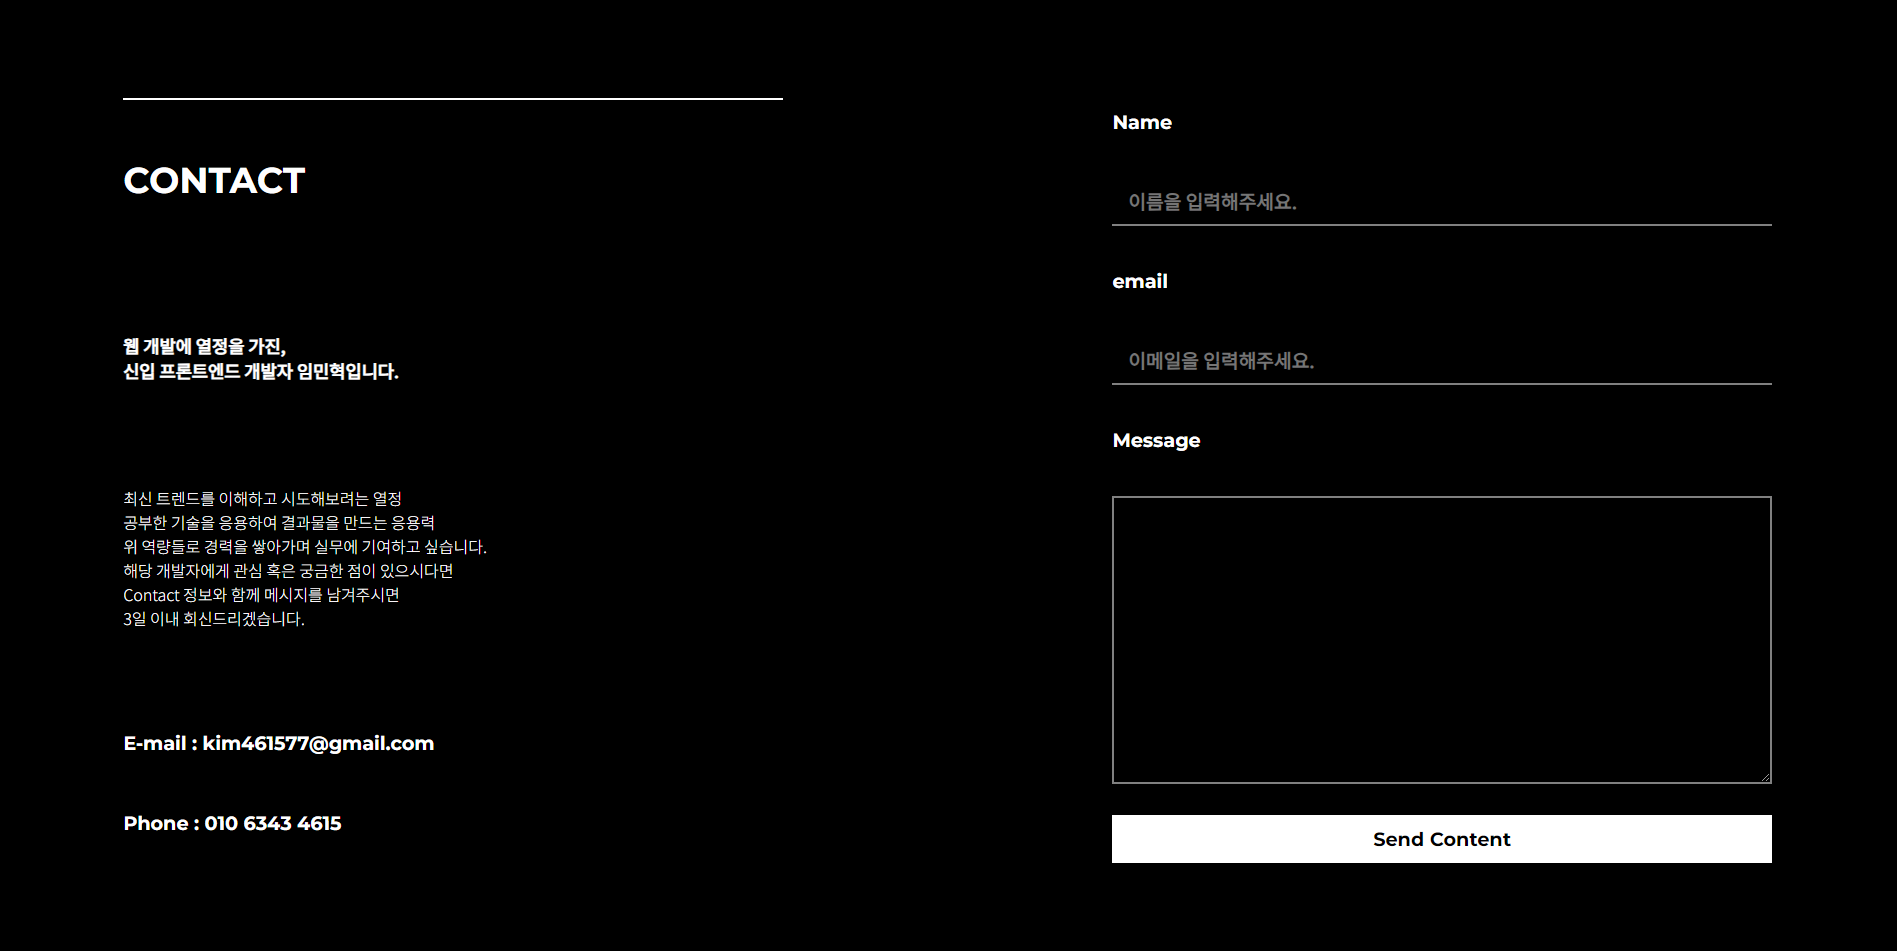 CONTACT
웹 개발에 열정을 가진,
신입 프론트엔드 개발자 임민혁입니다.
최신 트렌드를 이해하고 시도해보려는 열정
공부한 기술을 응용하여 결과물을 만드는 응용력
위 역량들로 경력을 쌓아가며 실무에 기여하고 싶습니다.
해당 개발자에게 관심 혹은 궁금한 점이 있으시다면
Contact 정보와 함께 메시지를 남겨주시면
3일 이내 회신드리겠습니다.
E-mail : kim461577@gmail.com
Phone : 010 6343 4615
Name
이름을 입력해주세요.
email
이메일을 입력해주세요.
Message
Send Content